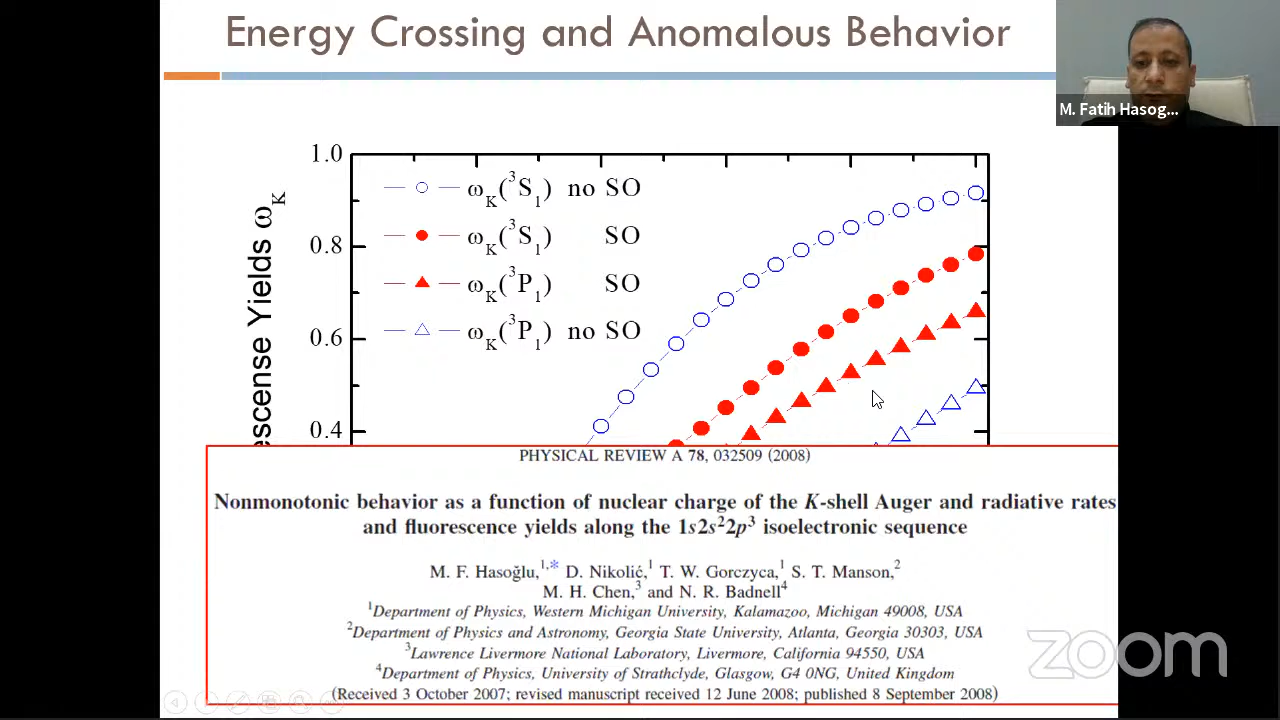 Energy Crossing and Anomalous Behavior
M. Fatih Hasog...
1.0
0.8
0.6
0.4
escense Yields ωK
ωK(3S1) no SO
ωK(3S1) SO
ωK(3P1) SO
ωK(3P1) no SO
PHYSICAL REVIEW A 78, 032509 (2008)
Nonmonotonic behavior as a function of nuclear charge of the K-shell Auger and radiative rates
and fluorescence yields along the 1s2s²2p³ isoelectronic sequence
M. F. Hasoğlu,1,* D. Nikolić,1 T. W. Gorczyca,1 S. T. Manson,2
M. H. Chen,3 and N. R. Badnell4
1Department of Physics, Western Michigan University, Kalamazoo, Michigan 49008, USA
2Department of Physics and Astronomy, Georgia State University, Atlanta, Georgia 30303, USA
3Lawrence Livermore National Laboratory, Livermore, California 94550, USA
4Department of Physics, University of Strathclyde, Glasgow, G4 0NG, United Kingdom
(Received 3 October 2007; revised manuscript received 12 June 2008; published 8 September 2008)
zoom